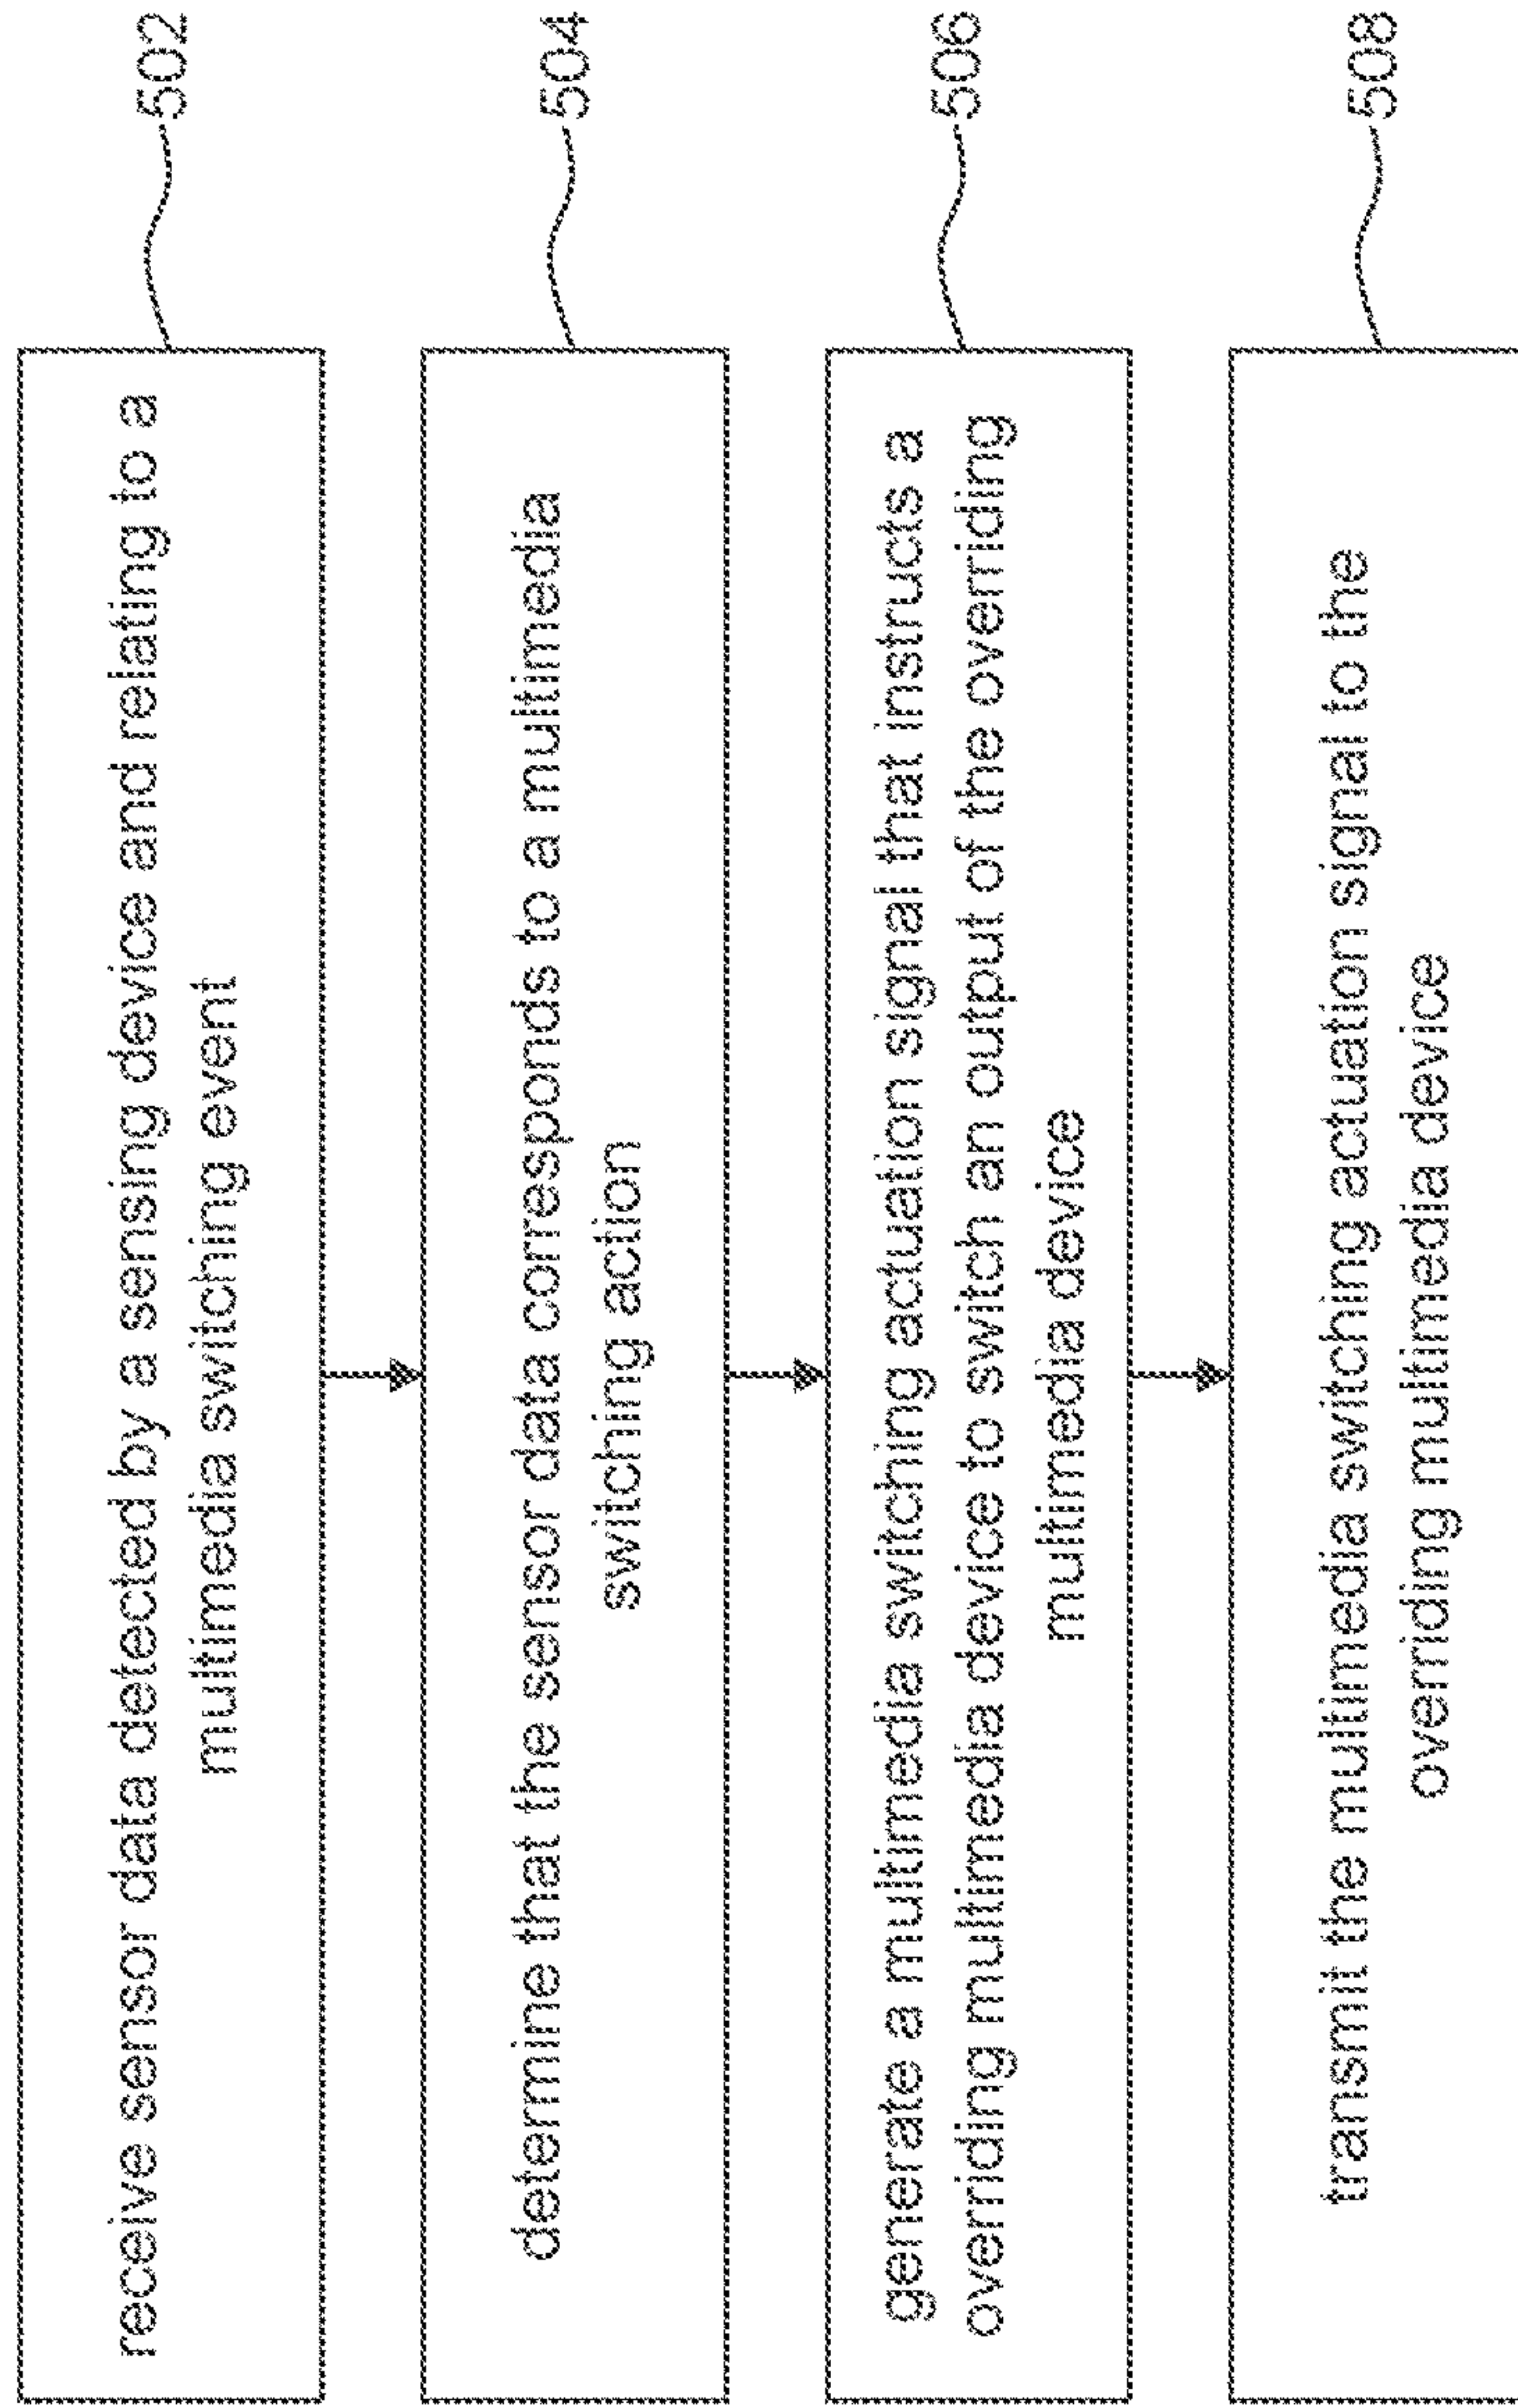 receive sensor data detected by a sensing device and relating to a
multimedia switching event
502
determine that the sensor data corresponds to a multimedia
switching action
504
generate a multimedia switching actuation signal that instructs a
overriding multimedia device to switch an output of the overriding
multimedia device
506
transmit the multimedia switching actuation signal to the
overriding multimedia device
508